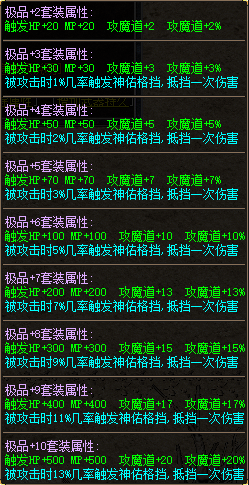 极品+2套装属性:
触发HP+20 MP+20 攻魔道+2 攻魔道+2%
极品+3套装属性:
触发HP+30 MP+30 攻魔道+3 攻魔道+3%
被攻击时1%几率触发神佑格挡,抵挡一次伤害
极品+4套装属性:
触发HP+50 MP+50 攻魔道+5 攻魔道+5%
被攻击时2%几率触发神佑格挡,抵挡一次伤害
极品+5套装属性:
触发HP+70 MP+70 攻魔道+7 攻魔道+7%
被攻击时3%几率触发神佑格挡,抵挡一次伤害
极品+6套装属性:
触发HP+100 MP+100 攻魔道+10 攻魔道+10%
被攻击时5%几率触发神佑格挡,抵挡一次伤害
极品+7套装属性:
触发HP+200 MP+200 攻魔道+13 攻魔道+13%
被攻击时7%几率触发神佑格挡,抵挡一次伤害
极品+8套装属性:
触发HP+300 MP+300 攻魔道+15 攻魔道+15%
被攻击时9%几率触发神佑格挡,抵挡一次伤害
极品+9套装属性:
触发HP+400 MP+400 攻魔道+17 攻魔道+17%
被攻击时11%几率触发神佑格挡,抵挡一次伤害
极品+10套装属性:
触发HP+500 MP+500 攻魔道+20 攻魔道+20%
被攻击时13%几率触发神佑格挡,抵挡一次伤害